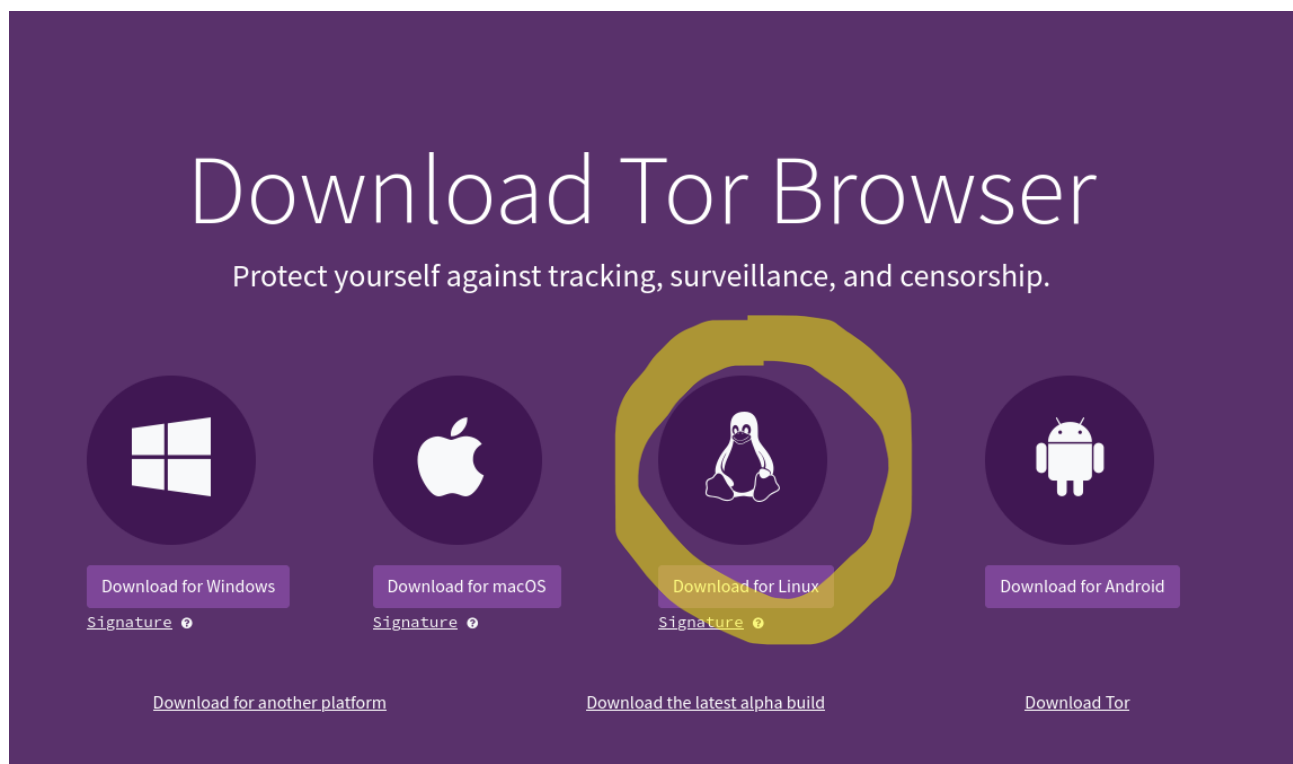 Download Tor Browser
Protect yourself against tracking, surveillance, and censorship.
Download for Windows
Download for macOS
Download for Linux
Download for Android
Signature ?
Signature ?
Signature ?
Download for another platform
Download the latest alpha build
Download Tor